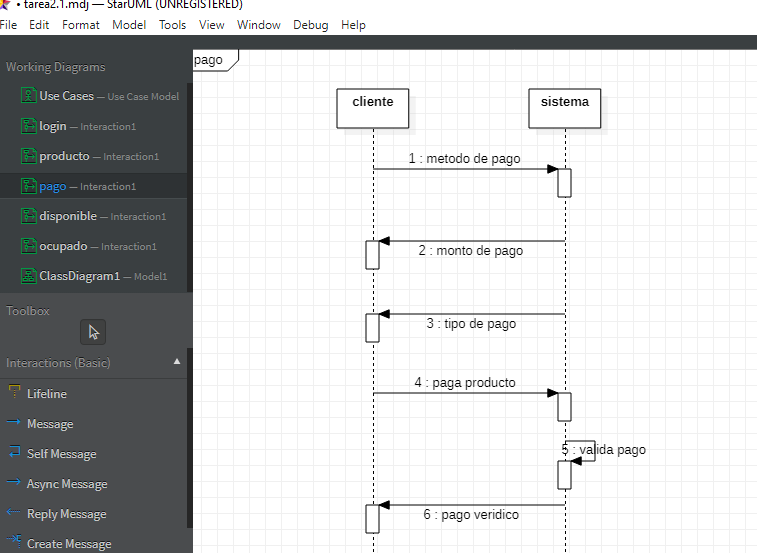 • tarea2.1.mdj — StarUML (UNREGISTERED)
File Edit Format Model Tools View Window Debug Help
Working Diagrams
Use Cases — Use Case Model
login — Interaction1
producto — Interaction1
pago — Interaction1
disponible — Interaction1
ocupado — Interaction1
ClassDiagram1 — Model1
Toolbox
Interactions (Basic)
Lifeline
Message
Self Message
Async Message
Reply Message
Create Message
pago
cliente
sistema
1 : metodo de pago
2 : monto de pago
3 : tipo de pago
4 : paga producto
5 : valida pago
6 : pago veridico